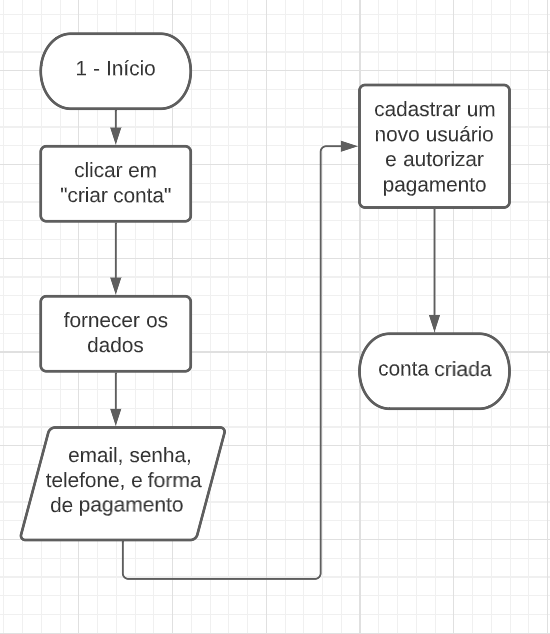 1 - Início
clicar em
"criar conta"
fornecer os
dados
email, senha,
telefone, e forma
de pagamento
cadastrar um
novo usuário
e autorizar
pagamento
conta criada